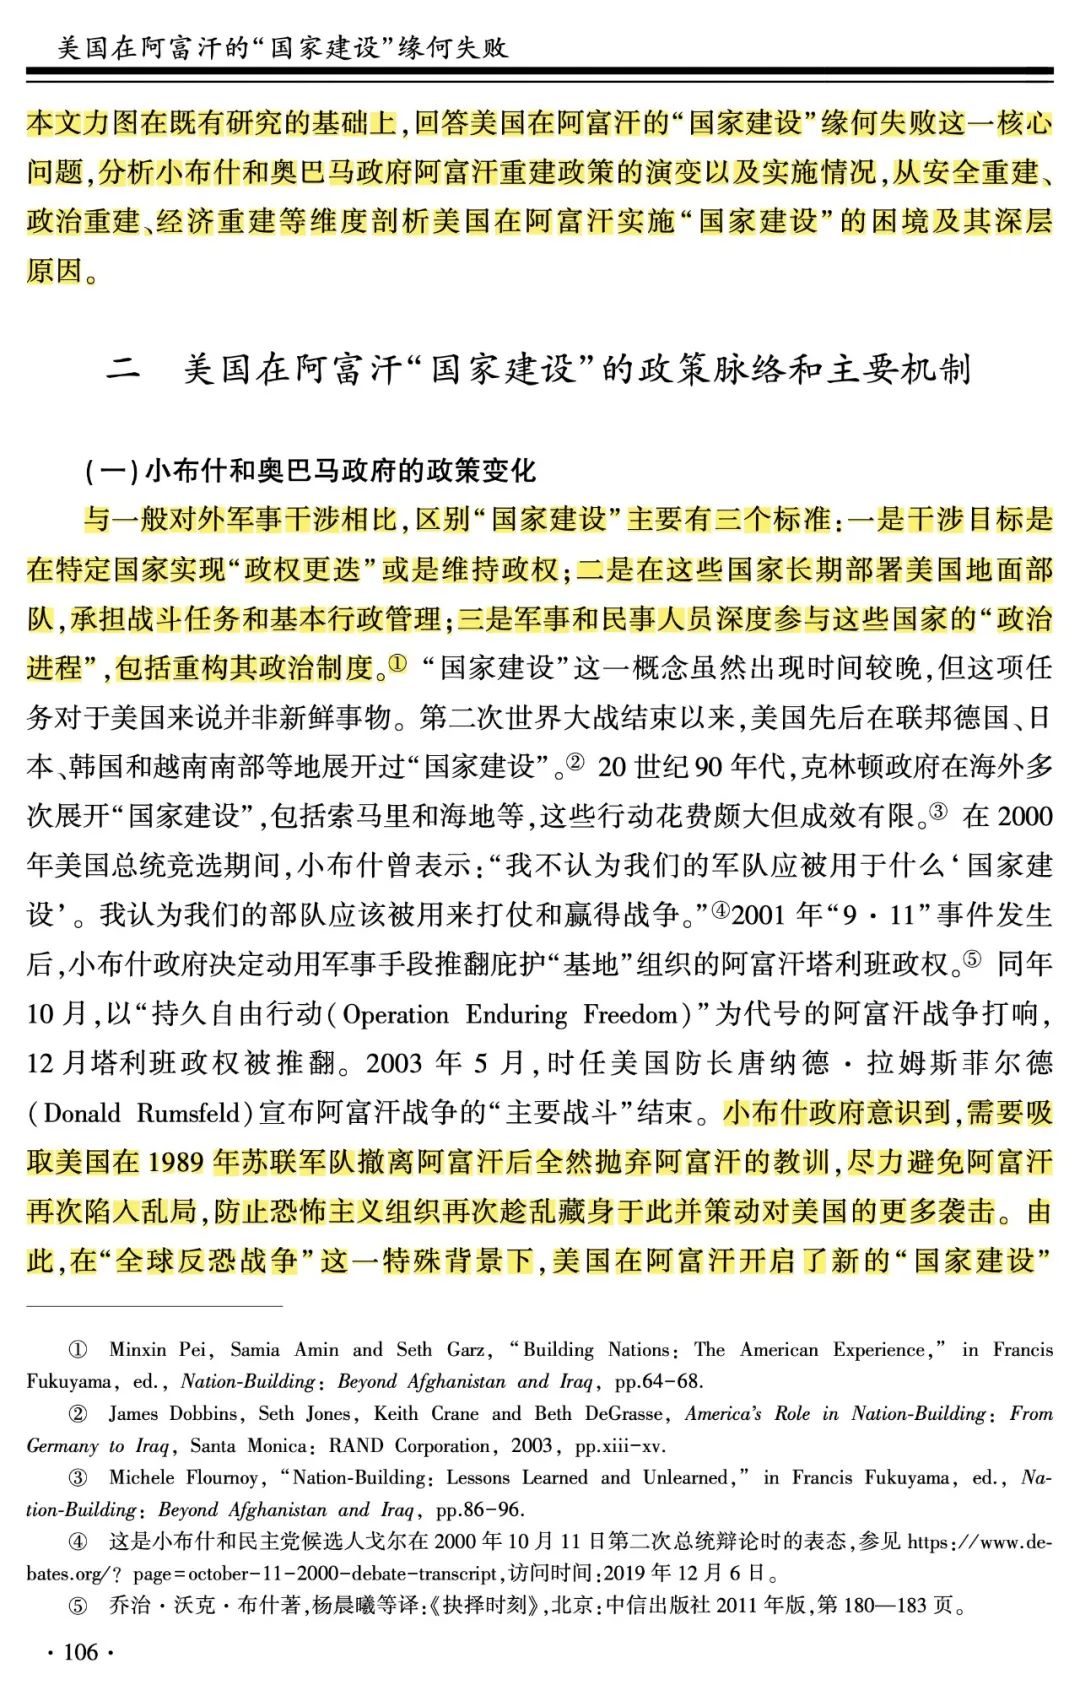 美国在阿富汗的“国家建设”缘何失败
本文力图在既有研究的基础上,回答美国在阿富汗的“国家建设”缘何失败这一核心
问题,分析小布什和奥巴马政府阿富汗重建政策的演变以及实施情况,从安全重建、
政治重建、经济重建等维度剖析美国在阿富汗实施“国家建设”的困境及其深层
原因。
二 美国在阿富汗“国家建设”的政策脉络和主要机制
(一)小布什和奥巴马政府的政策变化
与一般对外军事干涉相比,区别“国家建设”主要有三个标准:一是干涉目标是
在特定国家实现“政权更迭”或是维持政权;二是在这些国家长期部署美国地面部
队,承担战斗任务和基本行政管理;三是军事和民事人员深度参与这些国家的“政治
进程”,包括重构其政治制度。① “国家建设”这一概念虽然出现时间较晚,但这项任
务对于美国来说并非新鲜事物。第二次世界大战结束以来,美国先后在联邦德国、日
本、韩国和越南南部等地展开过“国家建设”。② 20 世纪 90 年代,克林顿政府在海外多
次展开“国家建设”,包括索马里和海地等,这些行动花费颇大但成效有限。③ 在 2000
年美国总统竞选期间,小布什曾表示:“我不认为我们的军队应被用于什么‘国家建
设’。我认为我们的部队应该被用来打仗和赢得战争。”④2001 年“9·11”事件发生
后,小布什政府决定动用军事手段推翻庇护“基地”组织的阿富汗塔利班政权。⑤ 同年
10 月,以“持久自由行动(Operation Enduring Freedom)”为代号的阿富汗战争打响,
12 月塔利班政权被推翻。2003 年 5 月,时任美国防长唐纳德·拉姆斯菲尔德
(Donald Rumsfeld)宣布阿富汗战争的“主要战斗”结束。小布什政府意识到,需要吸
取美国在 1989 年苏联军队撤离阿富汗后全然抛弃阿富汗的教训,尽力避免阿富汗
再次陷入乱局,防止恐怖主义组织再次趁乱藏身于此并策动对美国的更多袭击。由
此,在“全球反恐战争”这一特殊背景下,美国在阿富汗开启了新的“国家建设”
① Minxin Pei, Samia Amin and Seth Garz, “Building Nations: The American Experience,” in Francis
Fukuyama, ed., Nation-Building: Beyond Afghanistan and Iraq, pp.64-68.
② James Dobbins, Seth Jones, Keith Crane and Beth DeGrasse, America’s Role in Nation-Building: From
Germany to Iraq, Santa Monica: RAND Corporation, 2003, pp.xiii-xv.
③ Michele Flournoy, “Nation-Building: Lessons Learned and Unlearned,” in Francis Fukuyama, ed., Na-
tion-Building: Beyond Afghanistan and Iraq, pp.86-96.
④ 这是小布什和民主党候选人戈尔在 2000 年 10 月 11 日第二次总统辩论时的表态,参见 https://www.de-
bates.org/? page=october-11-2000-debate-transcript,访问时间:2019 年 12 月 6 日。
⑤ 乔治·沃克·布什著,杨晨曦等译:《抉择时刻》,北京:中信出版社 2011 年版,第 180—183 页。
·106·